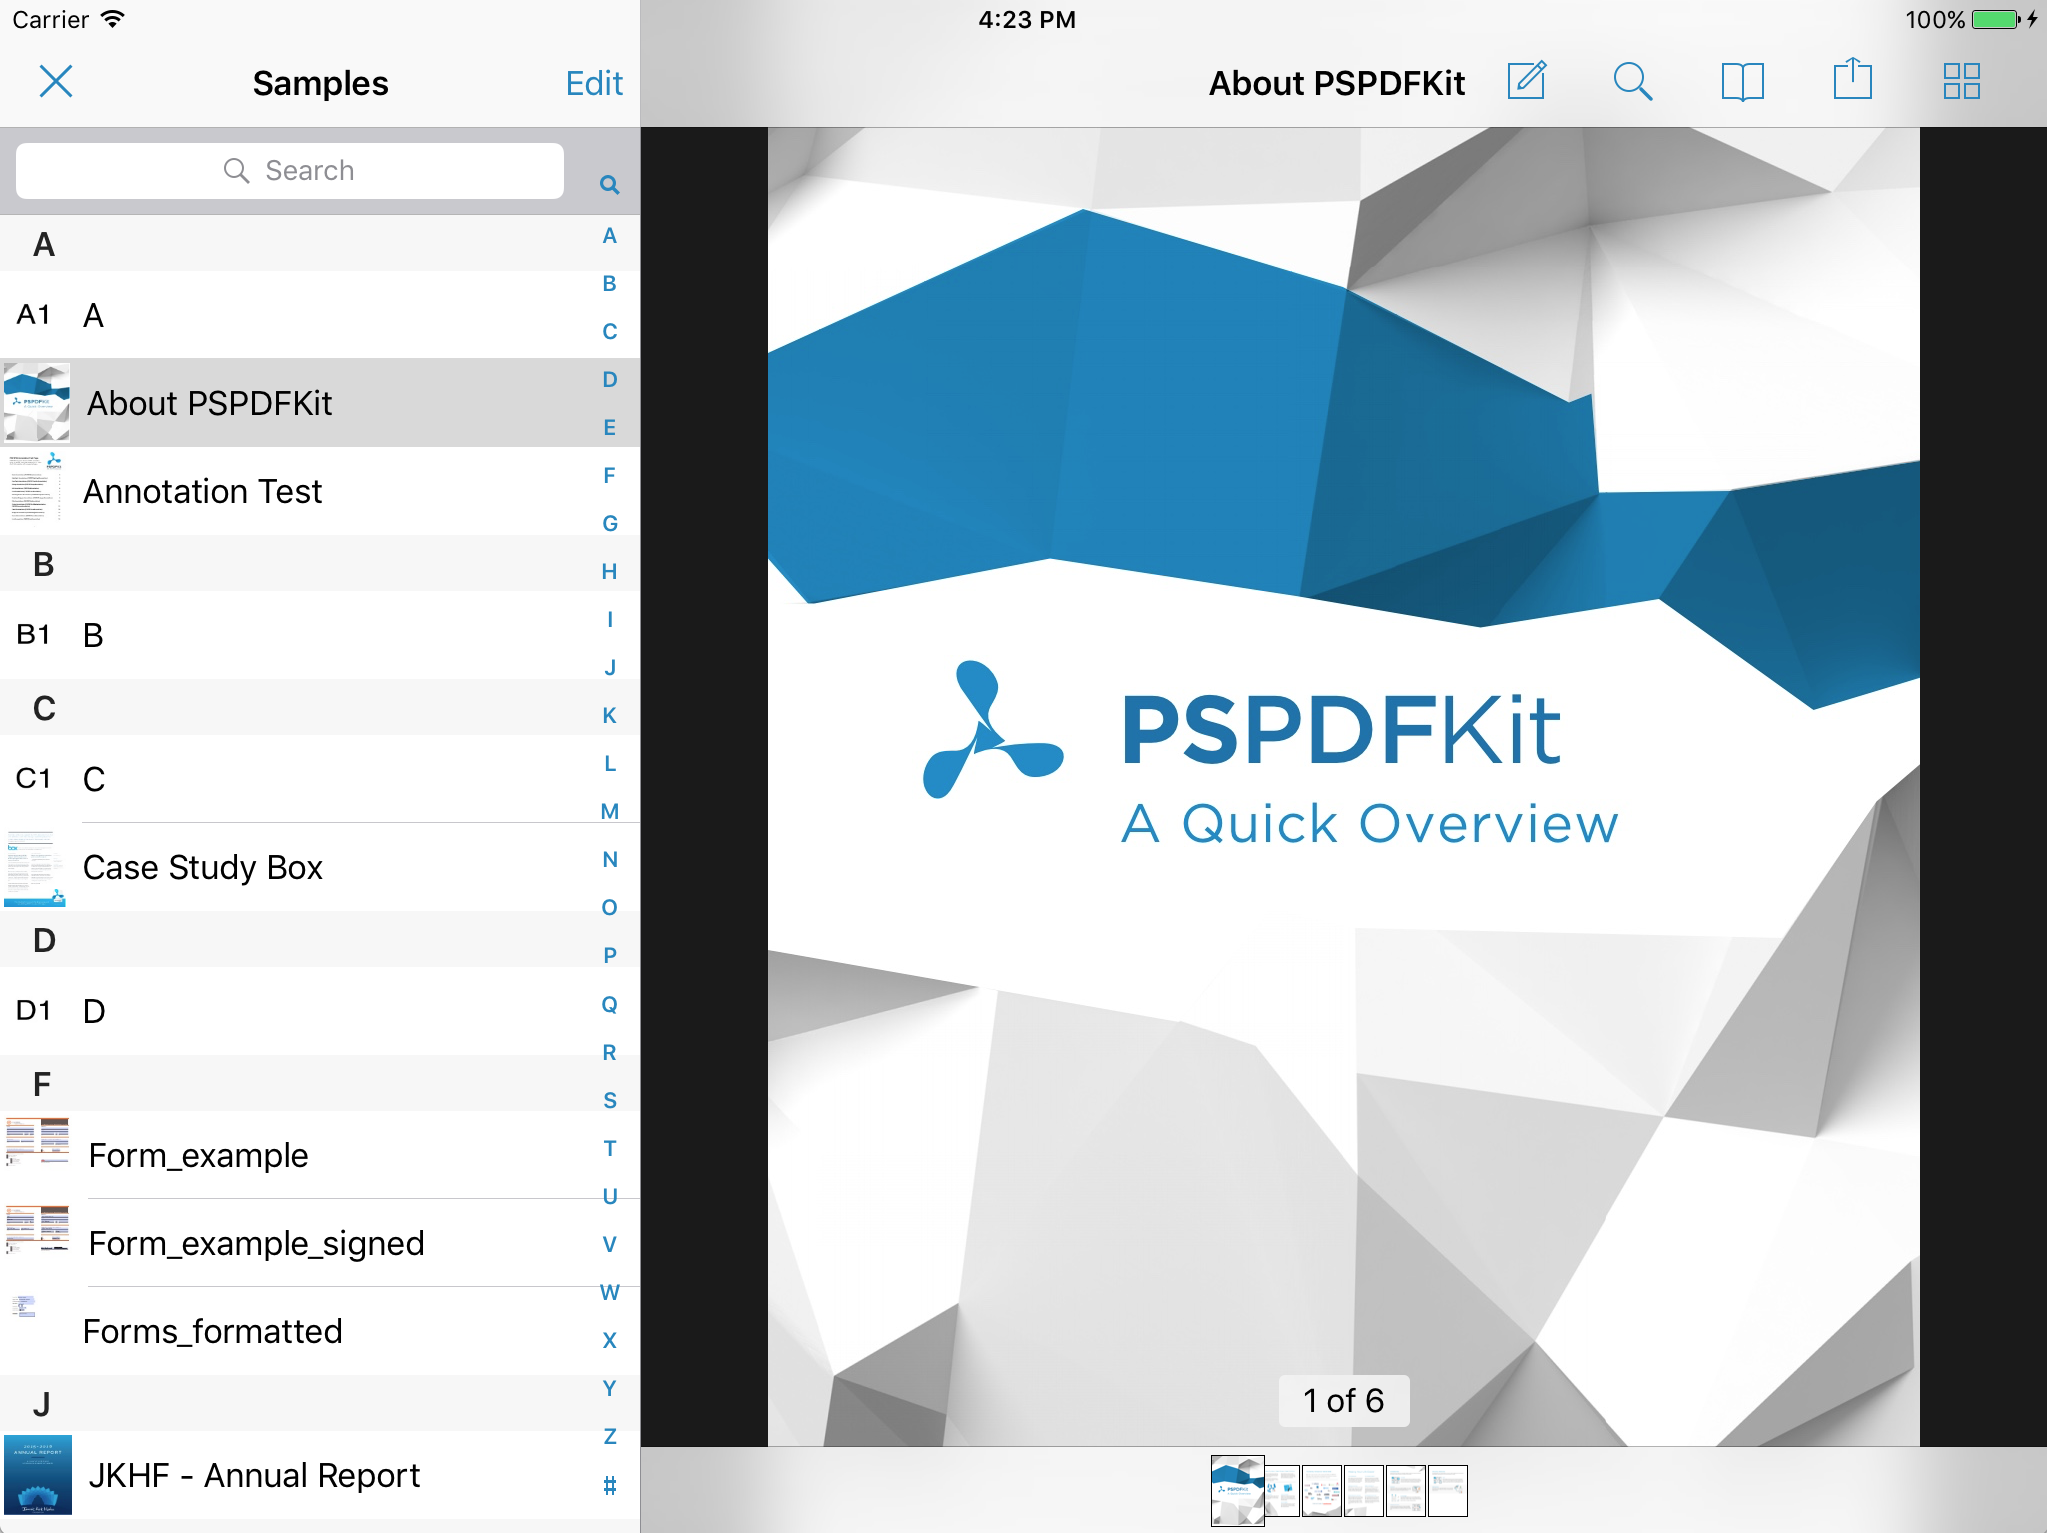 Carrier
4:23 PM
100%
Samples
Edit
About PSPDFKit
Search
A
A1
A
About PSPDFKit
Annotation Test
B
B1
B
C
C1
C
Case Study Box
D
D1
D
F
Form_example
Form_example_signed
Forms_formatted
J
JKHF - Annual Report
A
B
C
D
E
F
G
H
I
J
K
L
M
N
O
P
Q
R
S
T
U
V
W
X
Y
Z
#
PSPDFKit
A Quick Overview
1 of 6